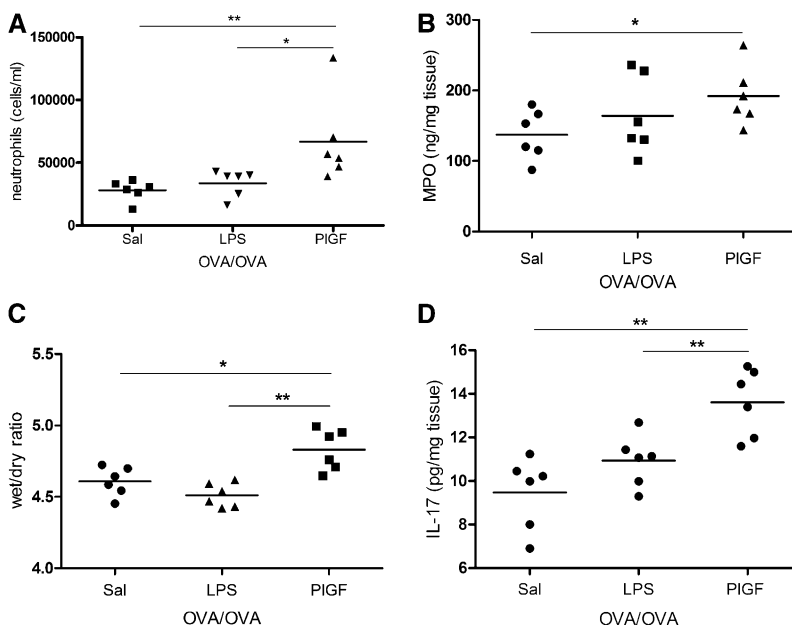 A
**
*
150000
100000
50000
0
neutrophils (cells/ml)
Sal LPS PlGF
OVA/OVA
B
*
300
200
100
0
MPO (ng/mg tissue)
Sal LPS PlGF
OVA/OVA
C
*
**
5.5
5.0
4.5
4.0
wet/dry ratio
Sal LPS PlGF
OVA/OVA
D
**
**
16
14
12
10
8
6
IL-17 (pg/mg tissue)
Sal LPS PlGF
OVA/OVA